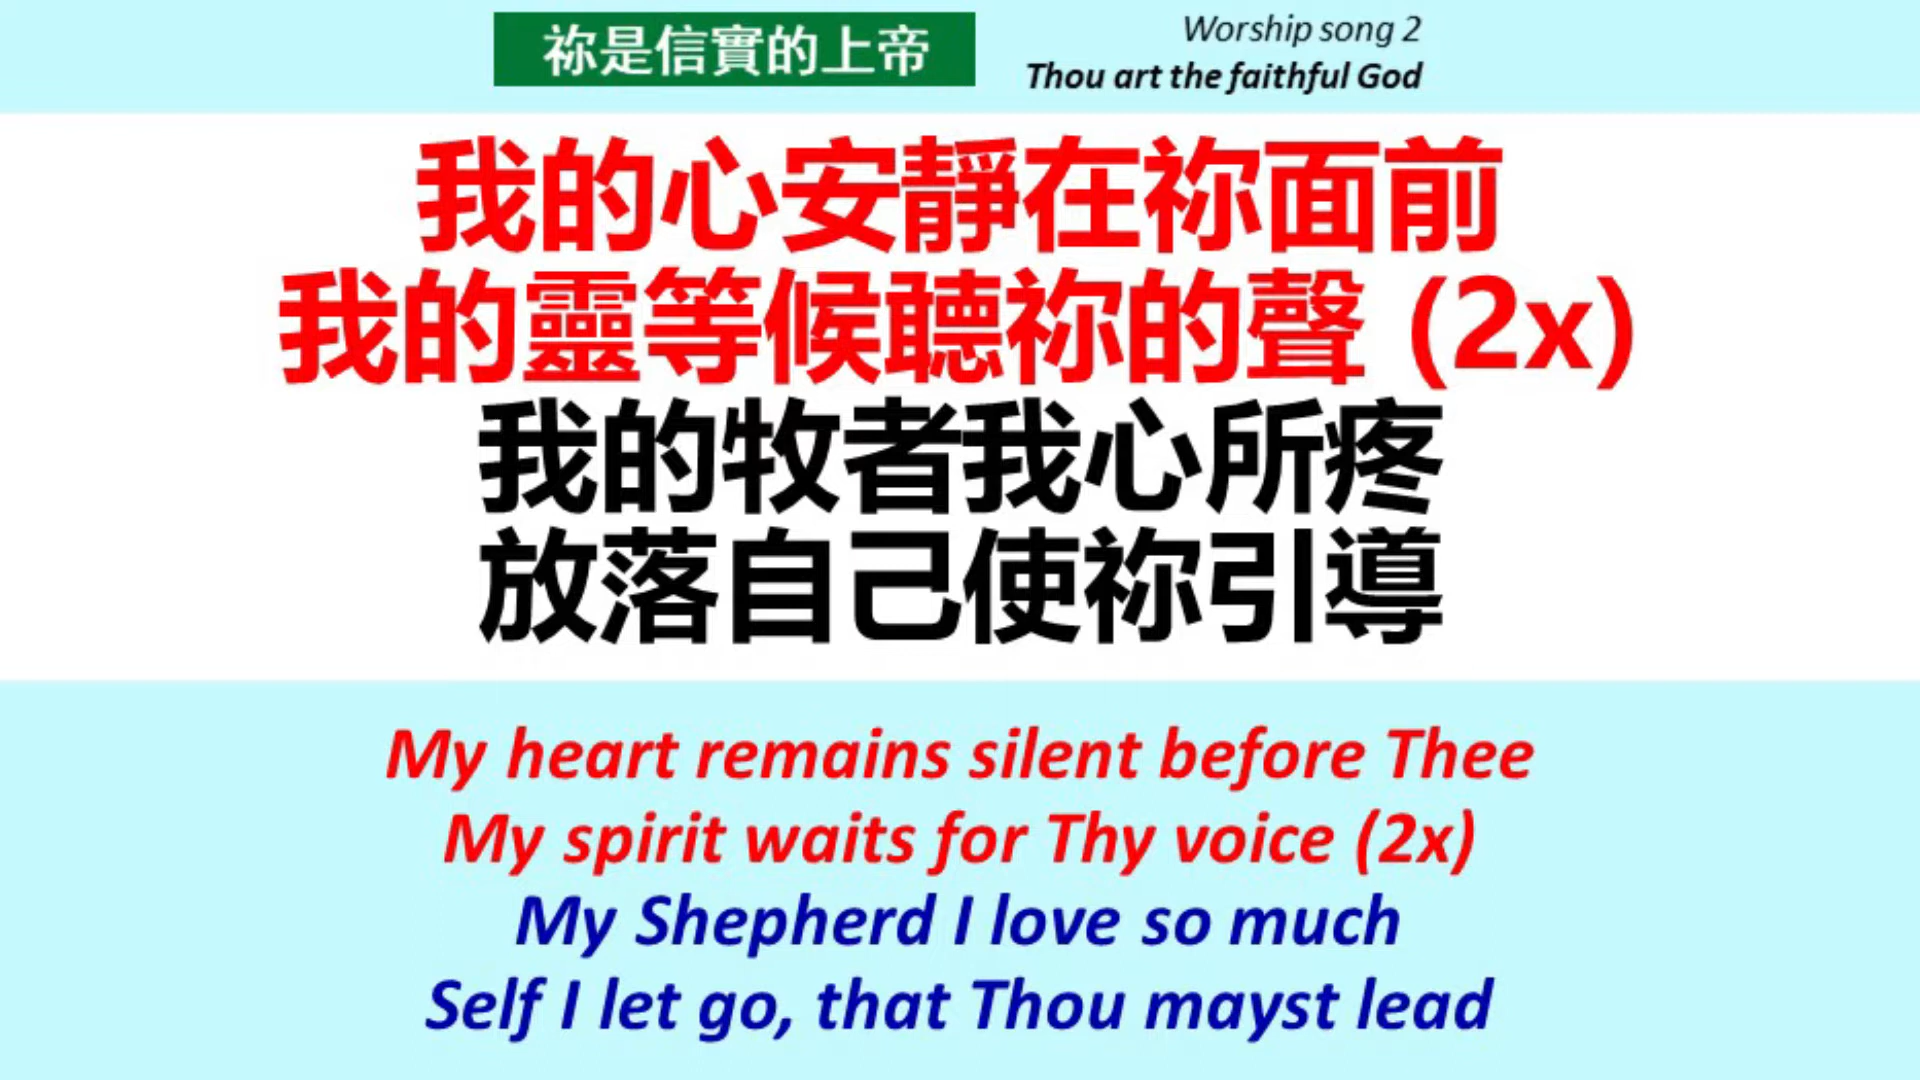 祢是信實的上帝
Worship song 2
Thou art the faithful God
我的心安靜在祢面前
我的靈等候聽祢的聲 (2x)
我的牧者我心所疼
放落自己使祢引導
My heart remains silent before Thee
My spirit waits for Thy voice (2x)
My Shepherd I love so much
Self I let go, that Thou mayst lead